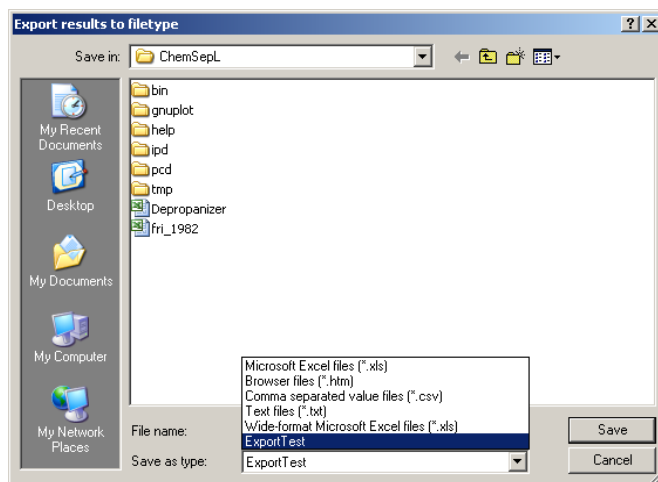 Export results to filetype
Save in:
ChemSepL
bin
gnuplot
help
ipd
pcd
tmp
Depropanizer
fri_1982
My Recent
Documents
Desktop
My Documents
My Computer
My Network
Places
Microsoft Excel files (*.xls)
Browser files (*.htm)
Comma separated value files (*.csv)
Text files (*.txt)
Wide-format Microsoft Excel files (*.xls)
ExportTest
File name:
Save
Save as type:
ExportTest
Cancel